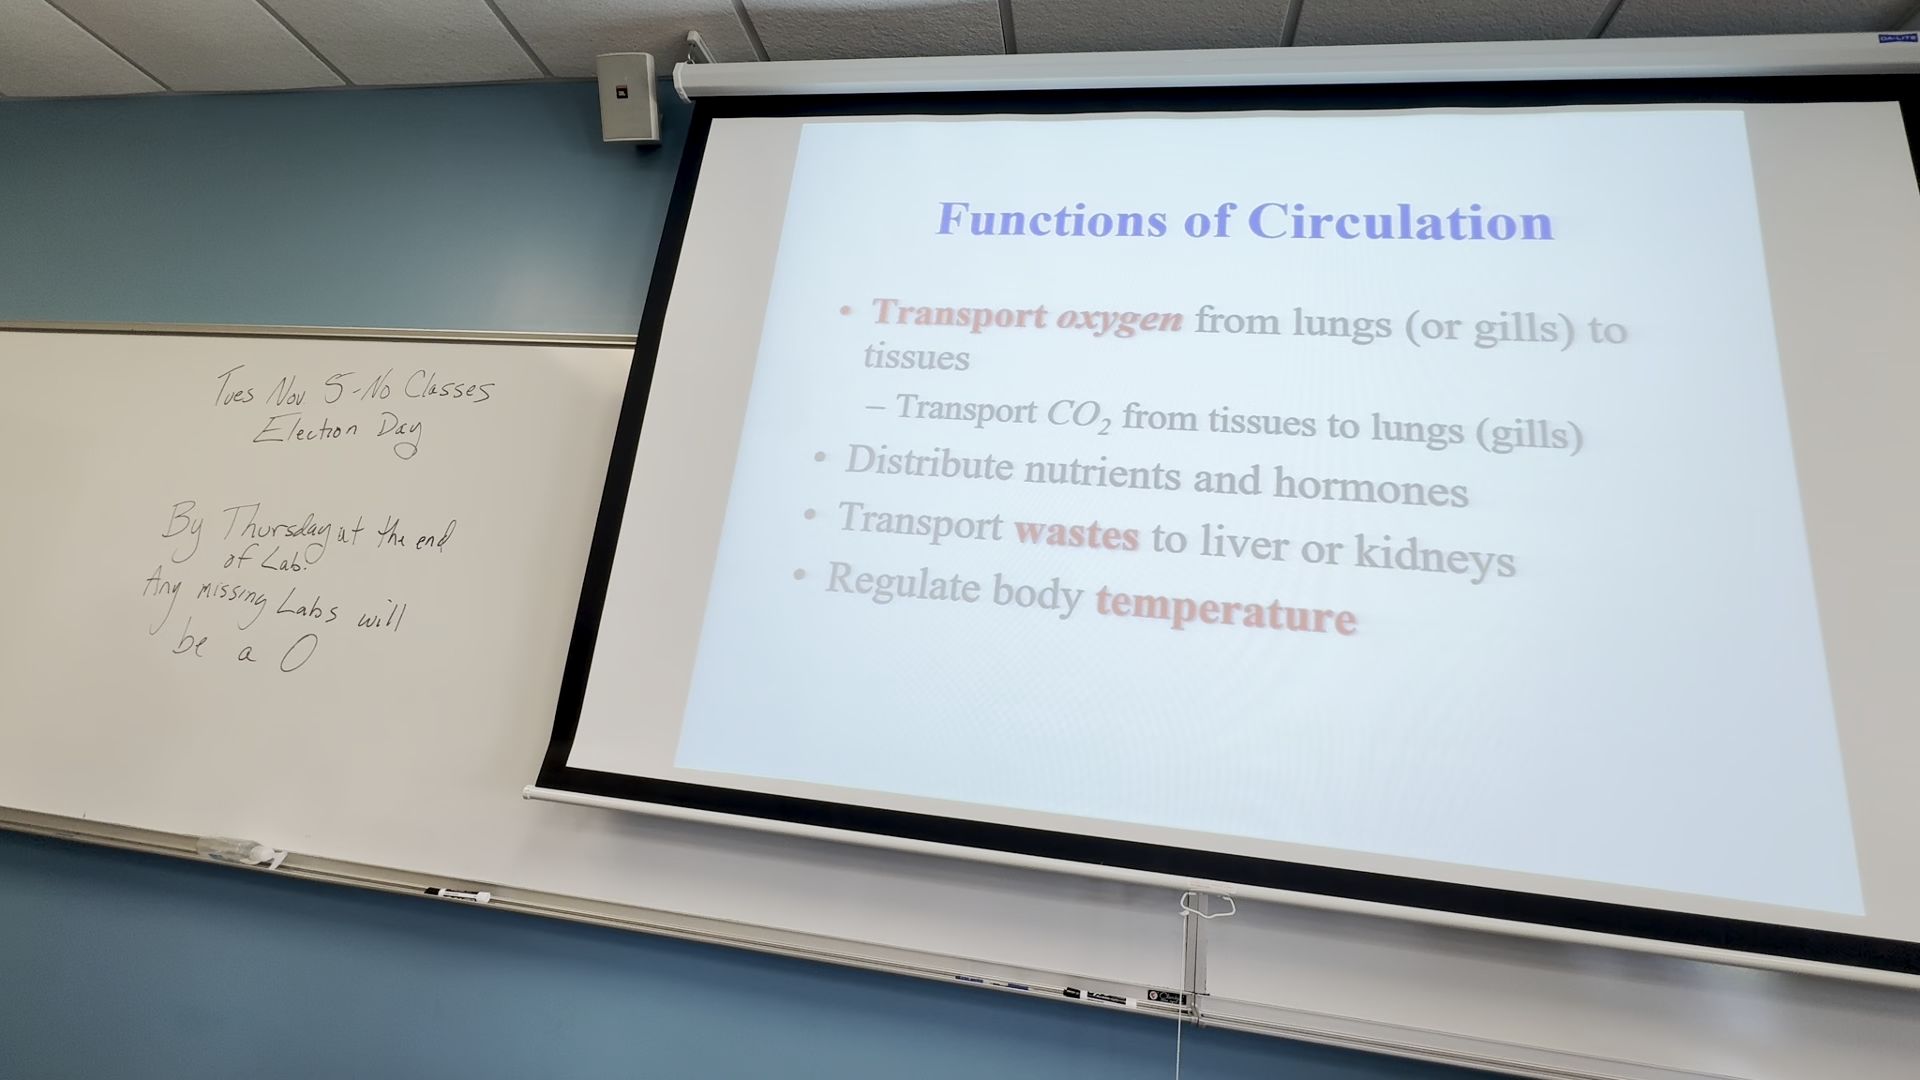 Tues Nov. 5-No Classes
Election Day
By Thursday at the end
of Lab.
Any missing Labs will
be a 0
DA-LITE
Functions of Circulation
• Transport oxygen from lungs (or gills) to
tissues
– Transport CO₂ from tissues to lungs (gills)
• Distribute nutrients and hormones
• Transport wastes to liver or kidneys
• Regulate body temperature